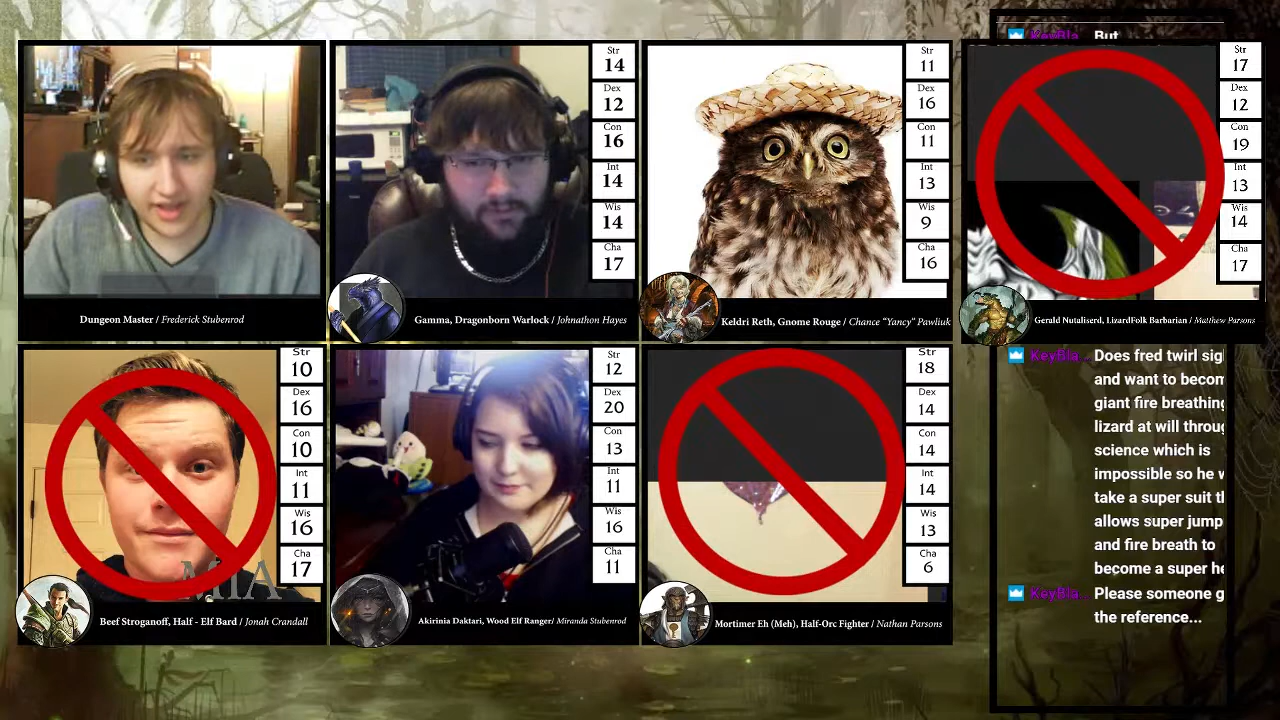 KeyBla... But
Str
14
Dex
12
Con
16
Int
14
Wis
14
Cha
17
Str
11
Dex
16
Con
11
Int
13
Wis
9
Cha
16
Str
17
Dex
12
Con
19
Int
13
Wis
14
Cha
17
Dungeon Master / Frederick Stubenrod
Gamma, Dragonborn Warlock / Johnathon Hayes
Keldri Reth, Gnome Rouge / Chance "Yancy" Pawliuk
Gerald Nutaliserd, LizardFolk Barbarian / Matthew Parsons
Str
10
Dex
16
Con
10
Int
11
Wis
16
Cha
17
MIA
Str
12
Dex
20
Con
13
Int
11
Wis
16
Cha
11
Str
18
Dex
14
Con
14
Int
14
Wis
13
Cha
6
Beef Stroganoff, Half - Elf Bard / Jonah Crandall
Akirinia Daktari, Wood Elf Ranger/ Miranda Stubenrod
Mortimer Eh (Meh), Half-Orc Fighter / Nathan Parsons
KeyBla... Does fred twirl sig
and want to becom
giant fire breathing
lizard at will throu
science which is
impossible so he w
take a super suit th
allows super jump
and fire breath to
become a super he
KeyBla... Please someone g
the reference...